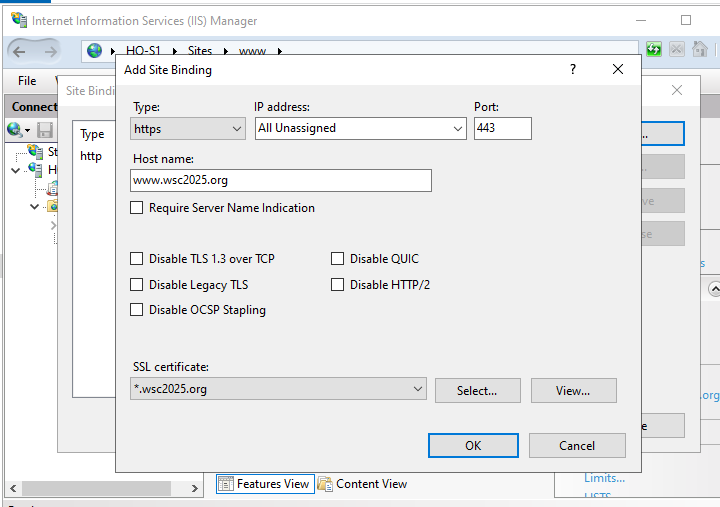 Internet Information Services (IIS) Manager
HQ-S1 Sites www
File
Site Bindi
Add Site Binding
?
Connect
Type
http
St
H
Type:
IP address:
Port:
https
All Unassigned
443
Host name:
www.wsc2025.org
Require Server Name Indication
Disable TLS 1.3 over TCP
Disable QUIC
Disable Legacy TLS
Disable HTTP/2
Disable OCSP Stapling
SSL certificate:
*.wsc2025.org
Select...
View...
OK
Cancel
.org
Features View
Content View
Limits...